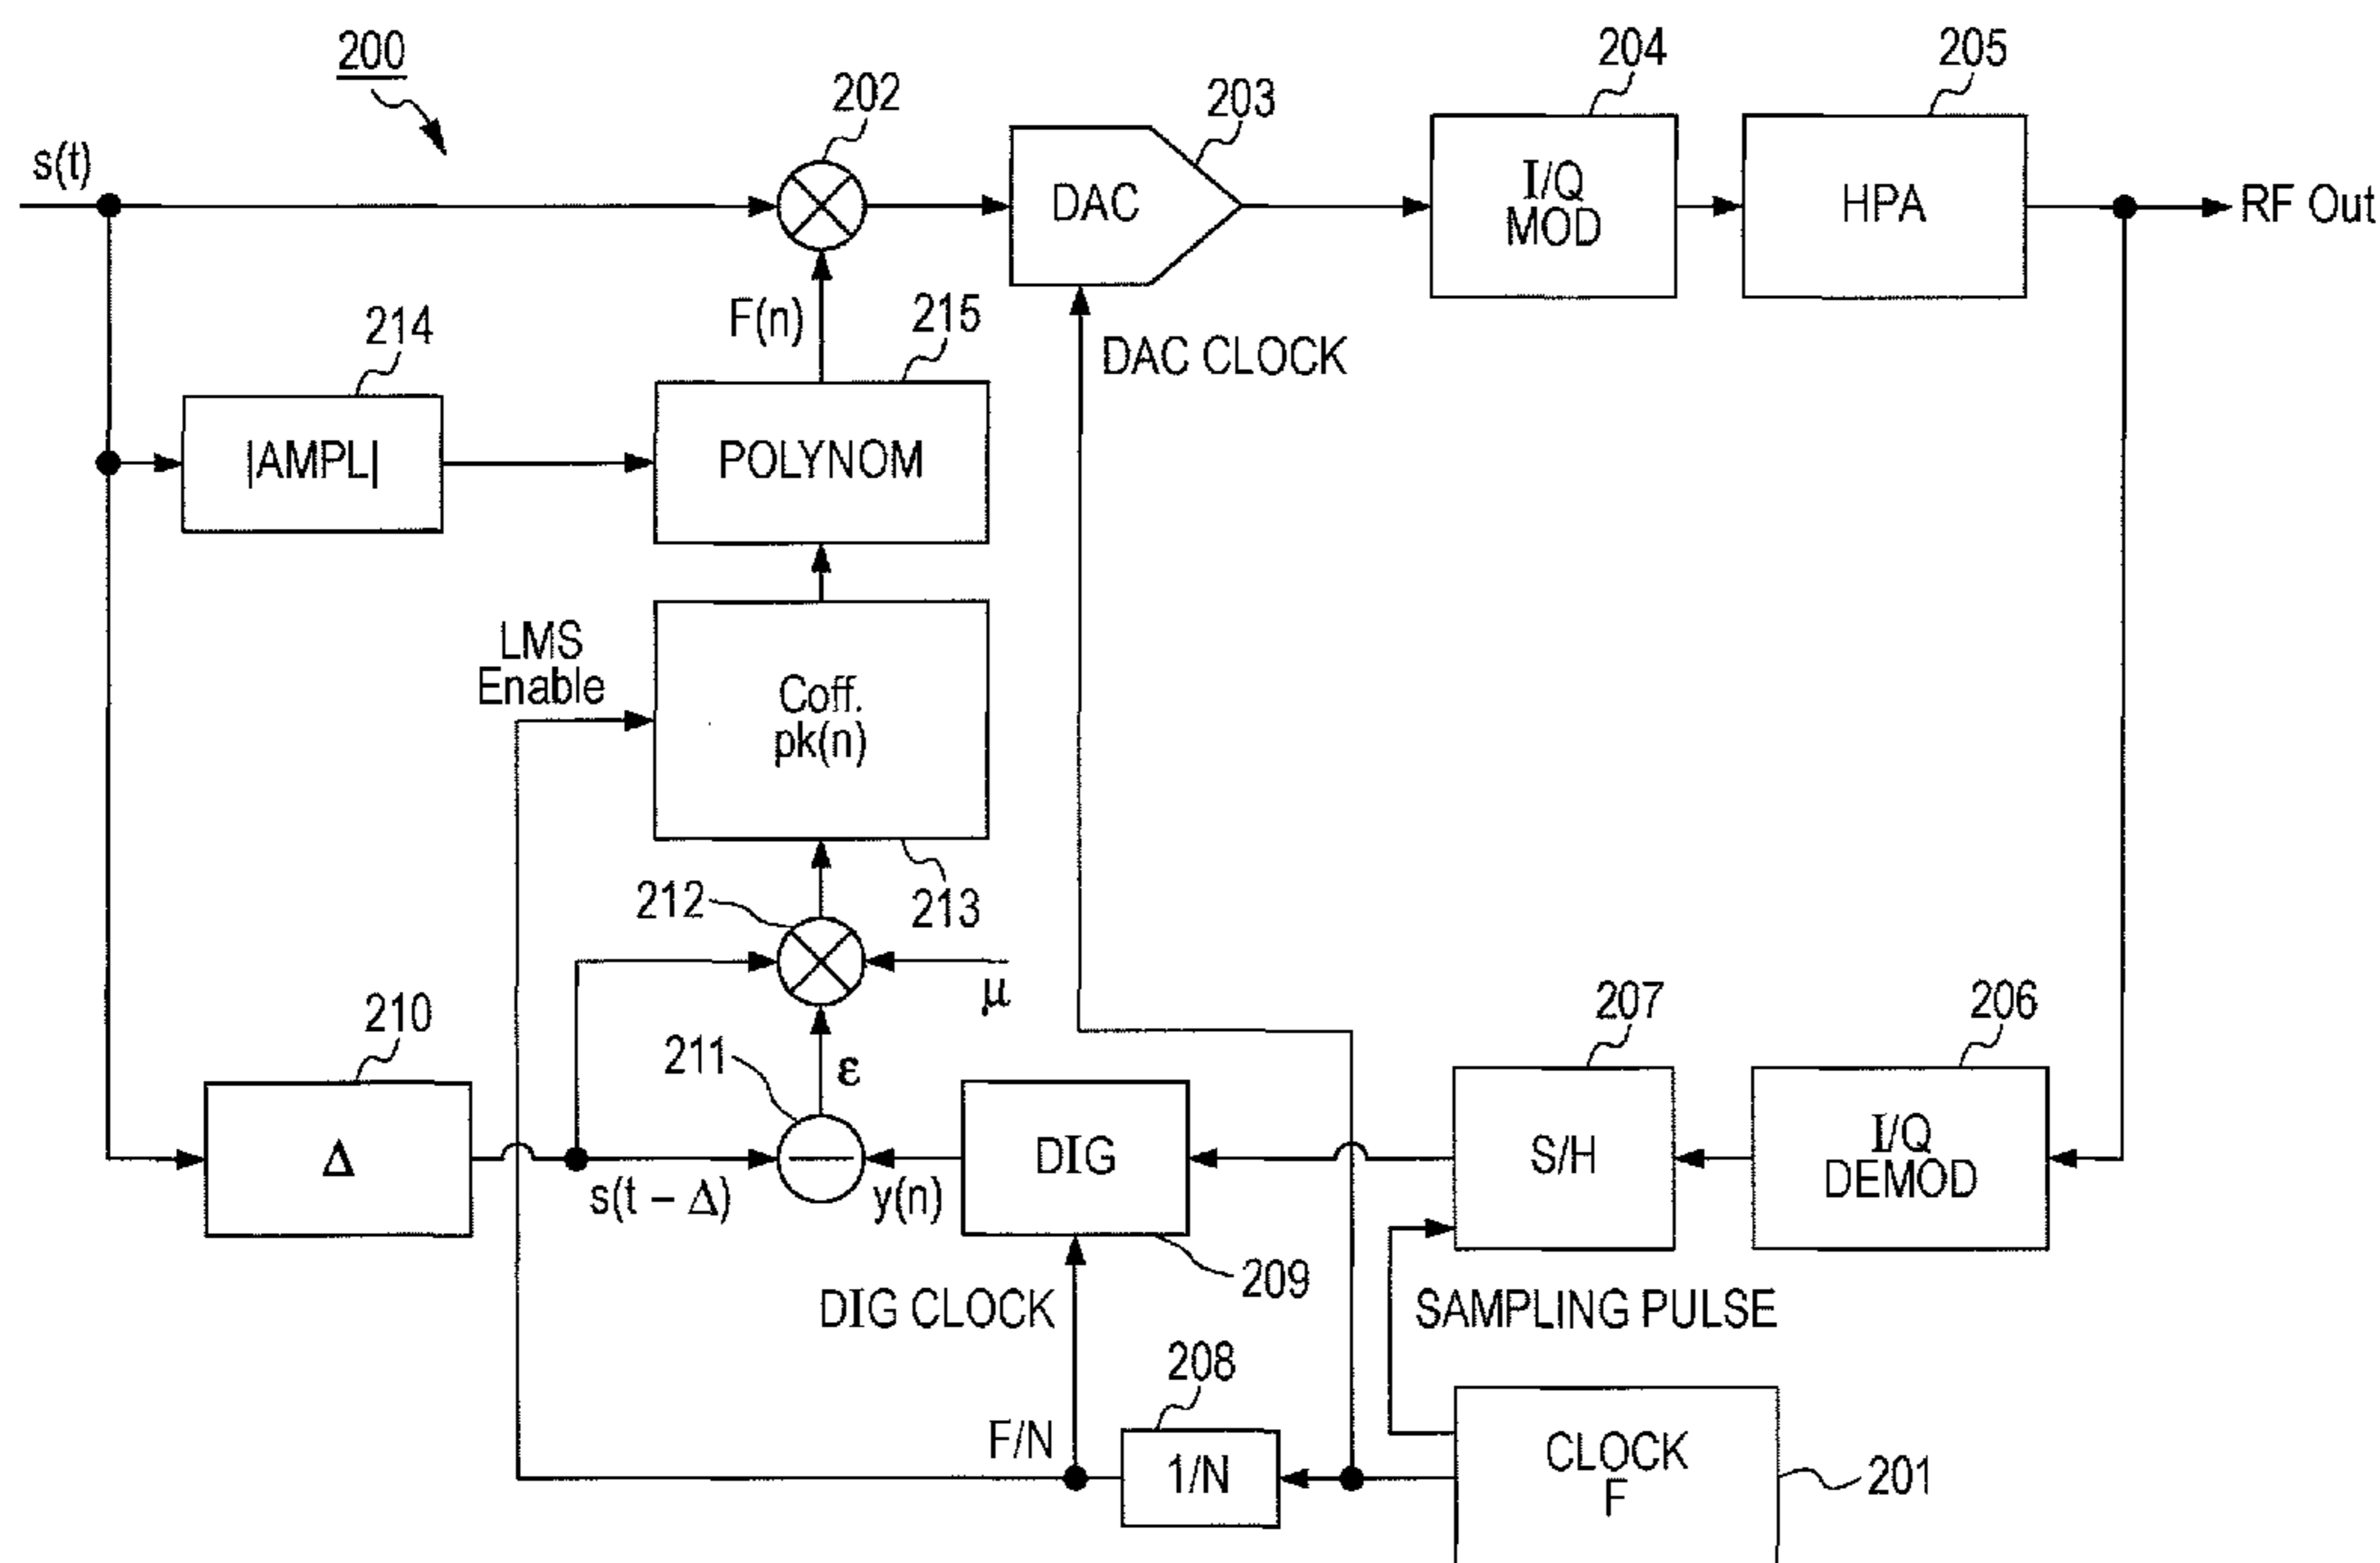 200
202
203
204
205
s(t)
DAC
I/Q
MOD
HPA
RF Out
214
F(n)
215
DAC CLOCK
|AMPL|
POLYNOM
LMS
Enable
Coff.
pk(n)
212
213
μ
210
211
ε
207
206
Δ
s(t – Δ)
y(n)
DIG
S/H
I/Q
DEMOD
209
DIG CLOCK
SAMPLING PULSE
208
F/N
1/N
CLOCK
F
201